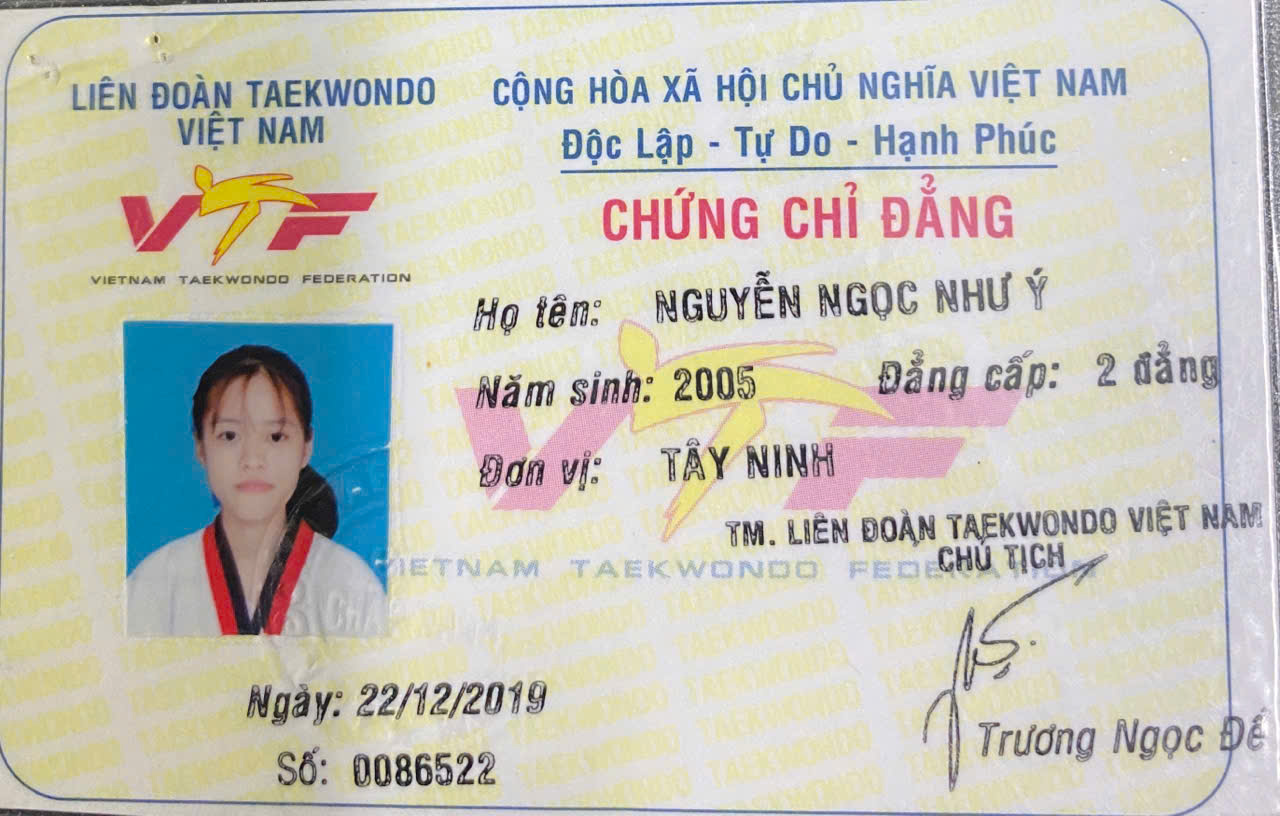 LIÊN ĐOÀN TAEKWONDO
VIỆT NAM
VTF
VIETNAM TAEKWONDO FEDERATION
CỘNG HÒA XÃ HỘI CHỦ NGHĨA VIỆT NAM
Độc Lập - Tự Do - Hạnh Phúc
CHỨNG CHỈ ĐẲNG
Họ tên: NGUYỄN NGỌC NHƯ Ý
Năm sinh: 2005 Đẳng cấp: 2 đẳng
Đơn vị: TÂY NINH
TM. LIÊN ĐOÀN TAEKWONDO VIỆT NAM
CHỦ TỊCH
VIETNAM TAEKWONDO FEDERATION
Trương Ngọc Để
Ngày: 22/12/2019
Số: 0086522